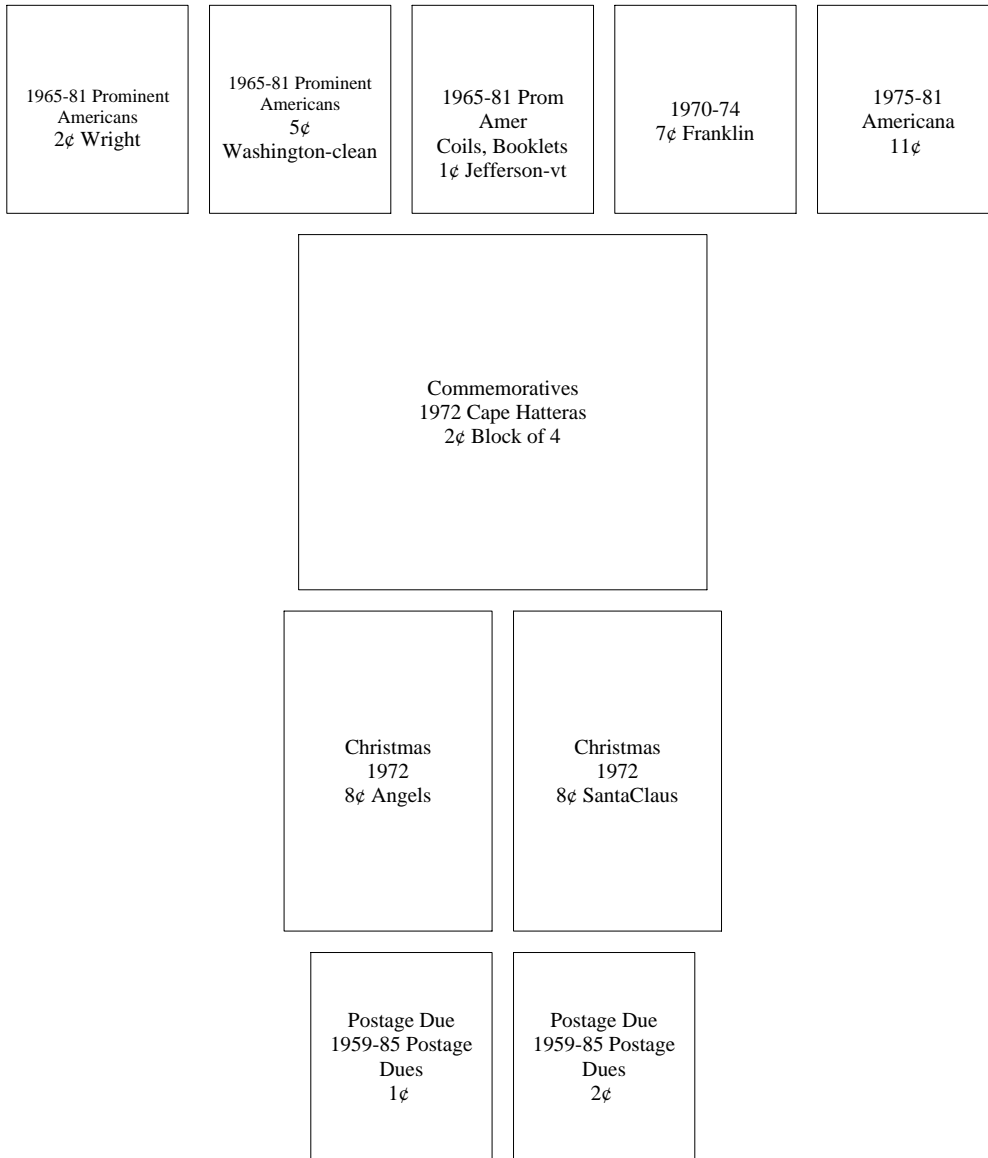 1965-81 Prominent
Americans
2¢ Wright
1965-81 Prominent
Americans
5¢
Washington-clean
1965-81 Prom
Amer
Coils, Booklets
1¢ Jefferson-vt
1970-74
7¢ Franklin
1975-81
Americana
11¢
Commemoratives
1972 Cape Hatteras
2¢ Block of 4
Christmas
1972
8¢ Angels
Christmas
1972
8¢ SantaClaus
Postage Due
1959-85 Postage
Dues
1¢
Postage Due
1959-85 Postage
Dues
2¢